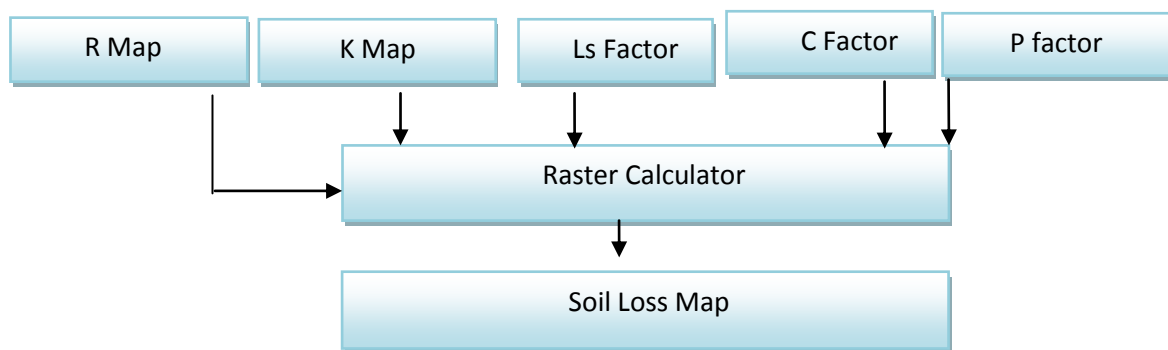 R Map
K Map
Ls Factor
C Factor
P factor
Raster Calculator
Soil Loss Map